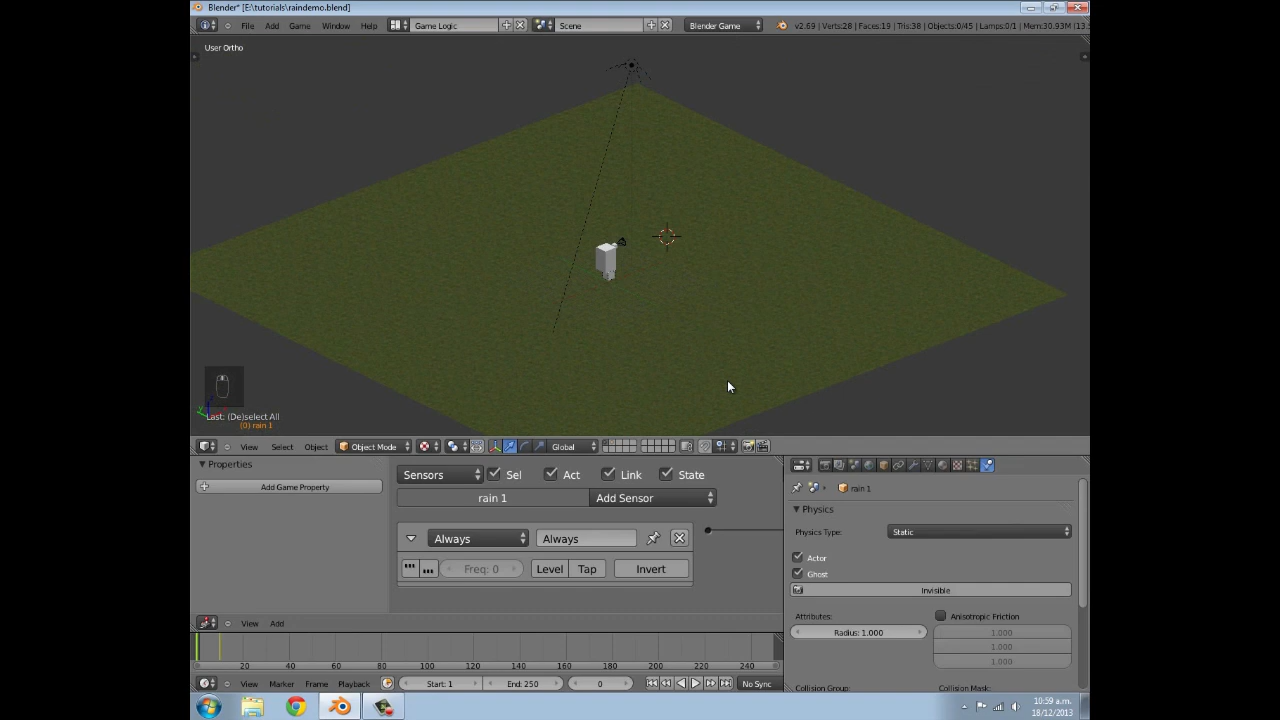 Blender* [E:\tutorials\raindemo.blend]
File Add Game Window Help Game Logic Scene Blender Game v2.69 | Verts:28 | Faces:19 | Tris:38 | Objects:0/45 | Lamps:0/1 | Mem:30.93M (13.
User Ortho
Last: (De)select All
(0) rain 1
View Select Object Object Mode Global
Properties
Add Game Property
Sensors Sel Act Link State
rain 1 Add Sensor
Always Always
Freq: 0 Level Tap Invert
View Add
rain 1
Physics
Physics Type: Static
Actor
Ghost
Invisible
Attributes: Anisotropic Friction
Radius: 1.000 1.000
1.000
1.000
Collision Group: Collision Mask:
20 40 60 80 100 120 140 160 180 200 220 240
View Marker Frame Playback Start: 1 End: 250 0 No Sync
10:59 a.m.
18/12/2013